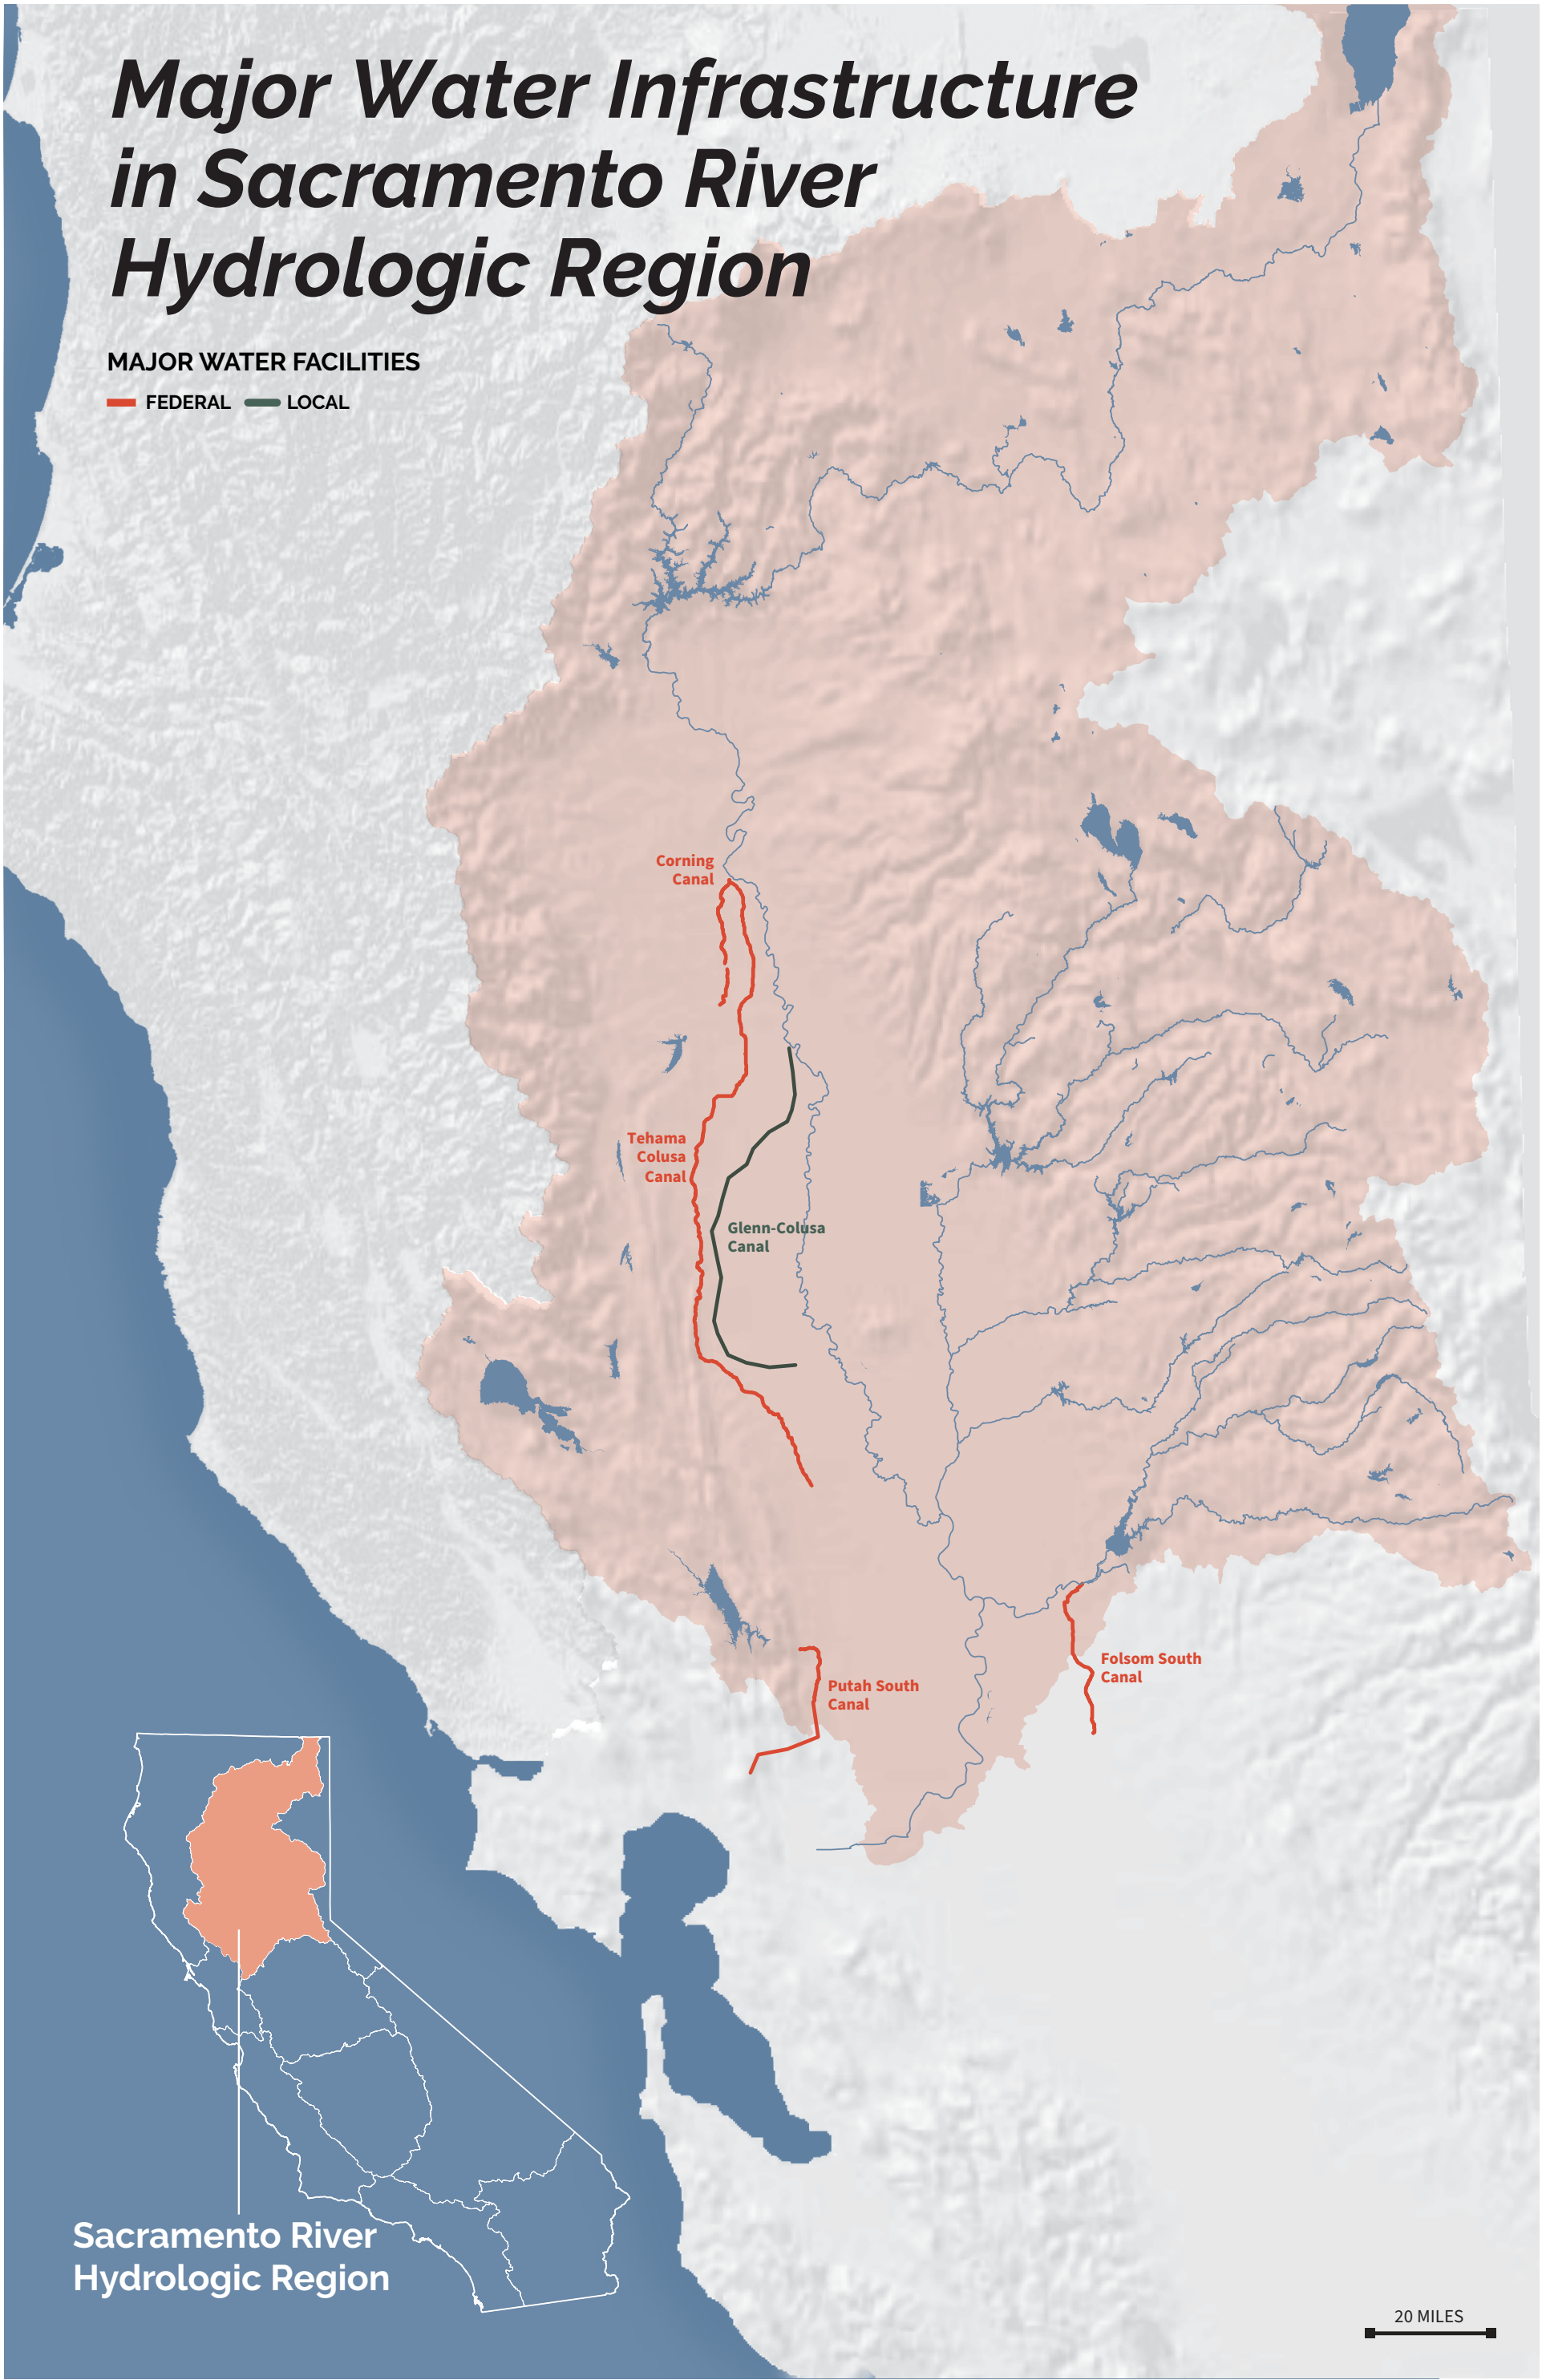 Major Water Infrastructure
in Sacramento River
Hydrologic Region
MAJOR WATER FACILITIES
FEDERAL LOCAL
Corning
Canal
Tehama
Colusa
Canal
Glenn-Colusa
Canal
Folsom South
Canal
Putah South
Canal
Sacramento River
Hydrologic Region
20 MILES